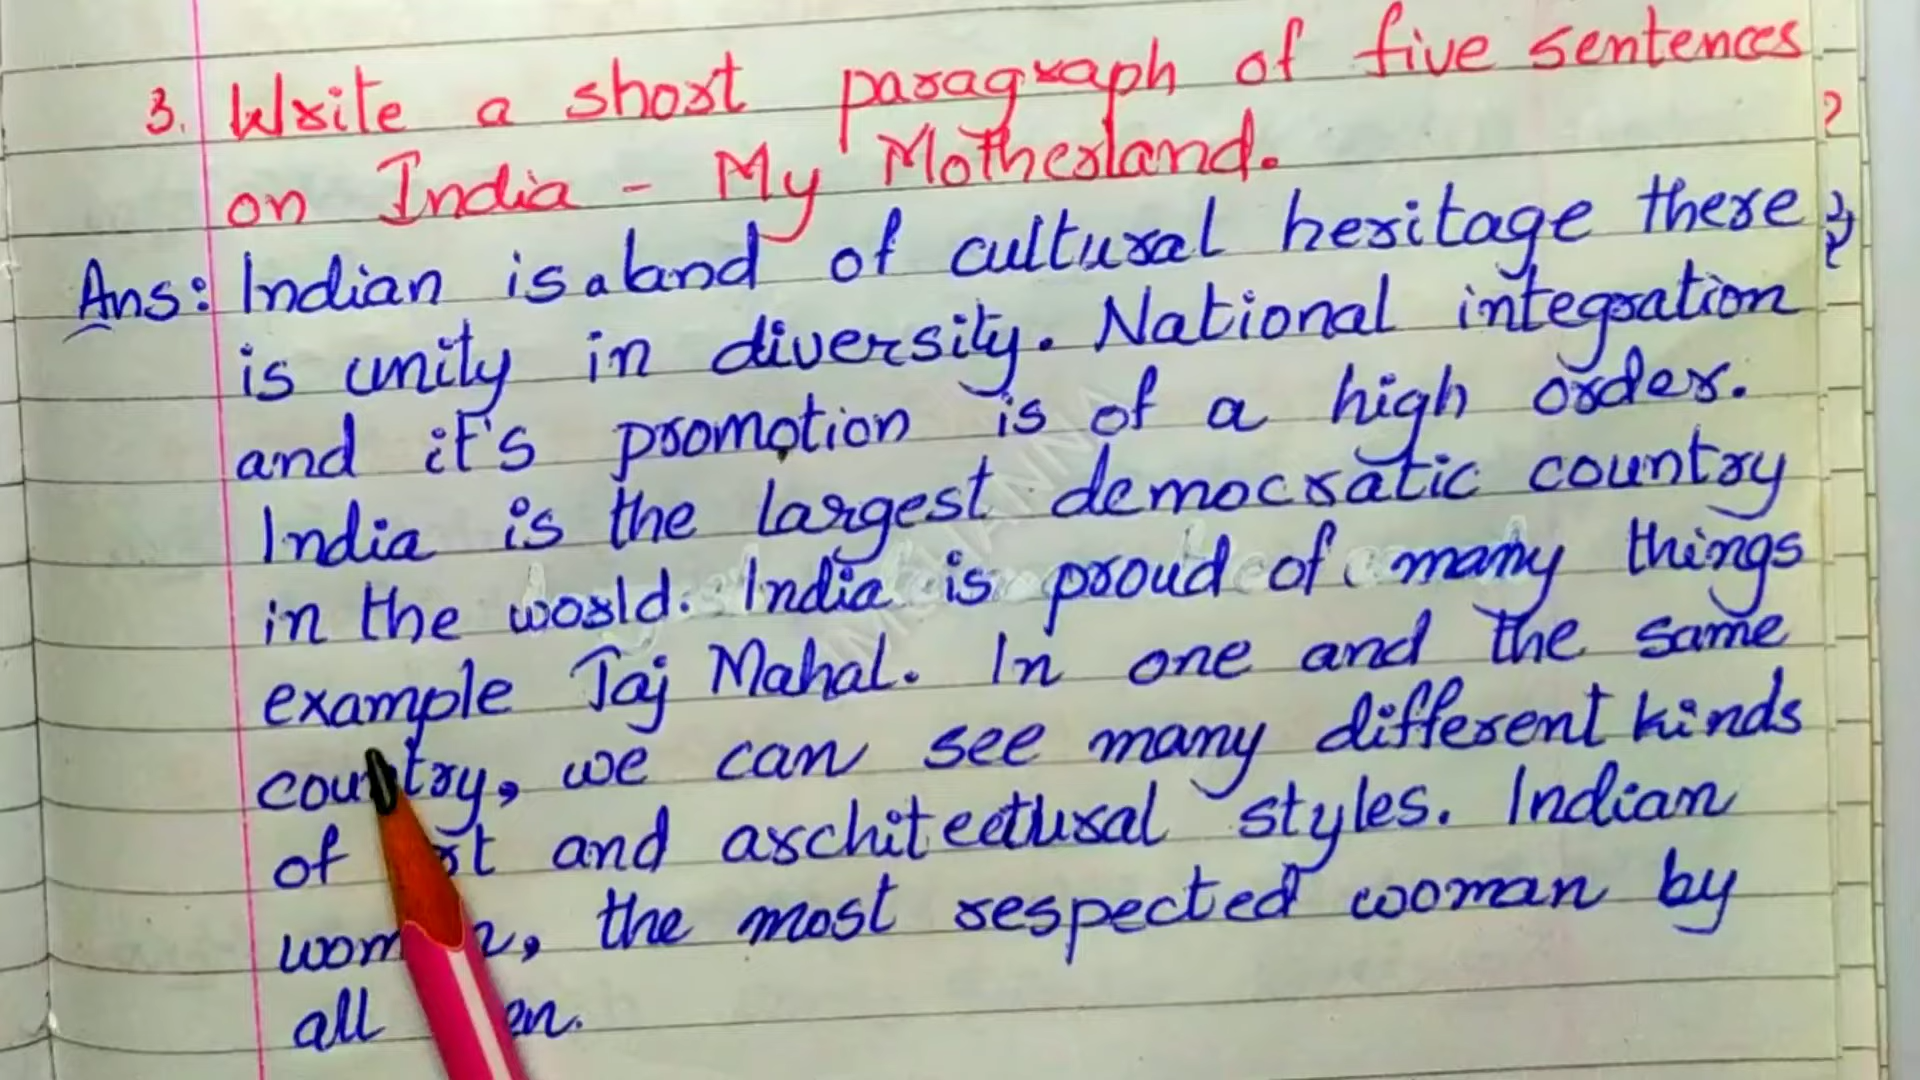 3. Write a short paragraph of five sentences
on India - My Motherland.
Ans: Indian is a land of cultural heritage there
is unity in diversity. National integration
and it's promotion is of a high order.
India is the largest democratic country
in the world. India is proud of many things
example Taj Mahal. In one and the same
country, we can see many different kinds
of art and architectural styles. Indian
woman, the most respected woman by
all